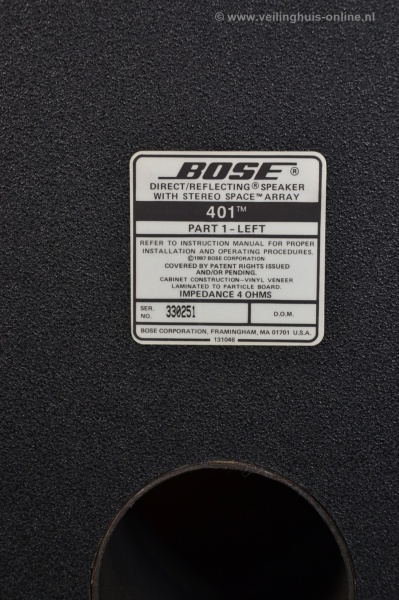 © www.veilinghuis-online.nl
BOSE®
DIRECT/REFLECTING® SPEAKER
WITH STEREO SPACE™ ARRAY
401™
PART 1-LEFT
REFER TO INSTRUCTION MANUAL FOR PROPER
INSTALLATION AND OPERATING PROCEDURES.
©1987 BOSE CORPORATION
COVERED BY PATENT RIGHTS ISSUED
AND/OR PENDING.
CABINET CONSTRUCTION-VINYL VENEER
LAMINATED TO PARTICLE BOARD.
IMPEDANCE 4 OHMS
SER. NO. 330251 D.O.M.
BOSE CORPORATION, FRAMINGHAM, MA 01701 U.S.A.
131046